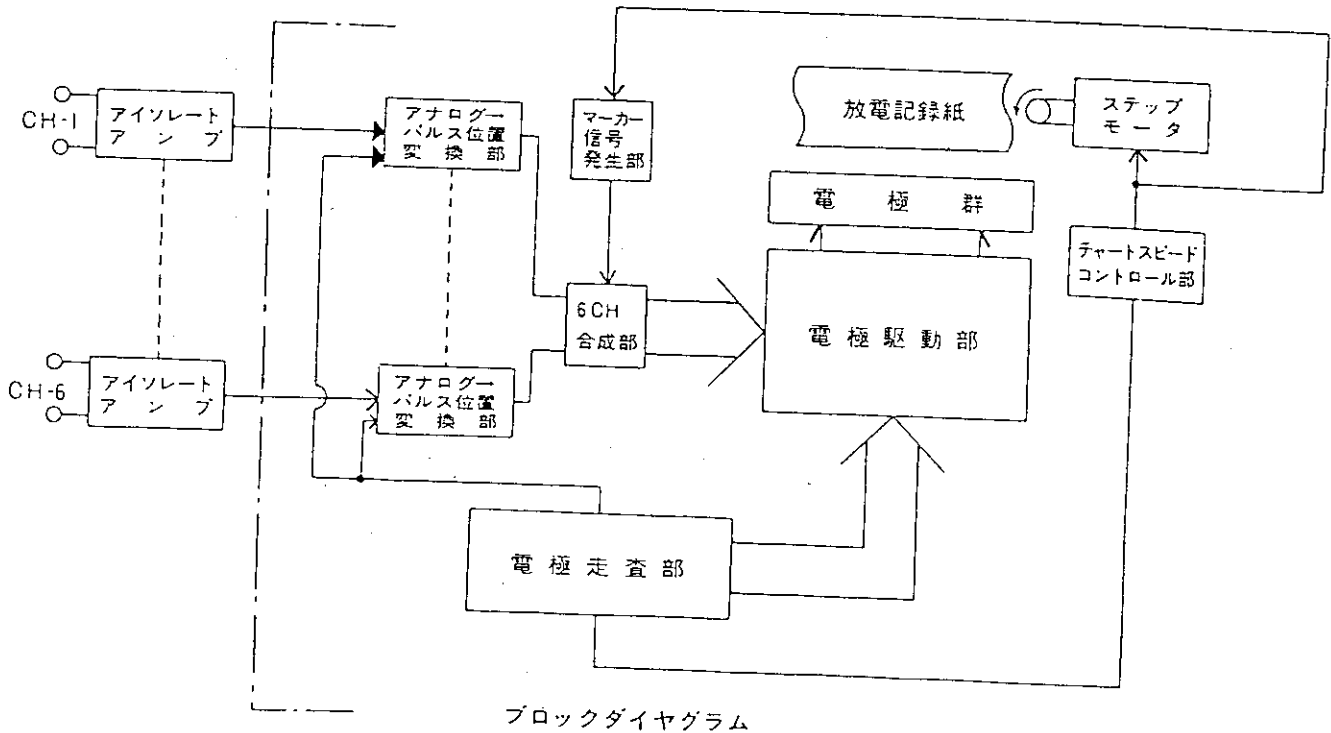 CH-1
アイソレート
アンプ
アナログ→
パルス位置
変換部
マーカー
信号
発生部
放電記録紙
ステップ
モータ
電極群
チャートスピード
コントロール部
6CH
合成部
電極駆動部
CH-6
アイソレート
アンプ
アナログ→
パルス位置
変換部
電極走査部
ブロックダイヤグラム